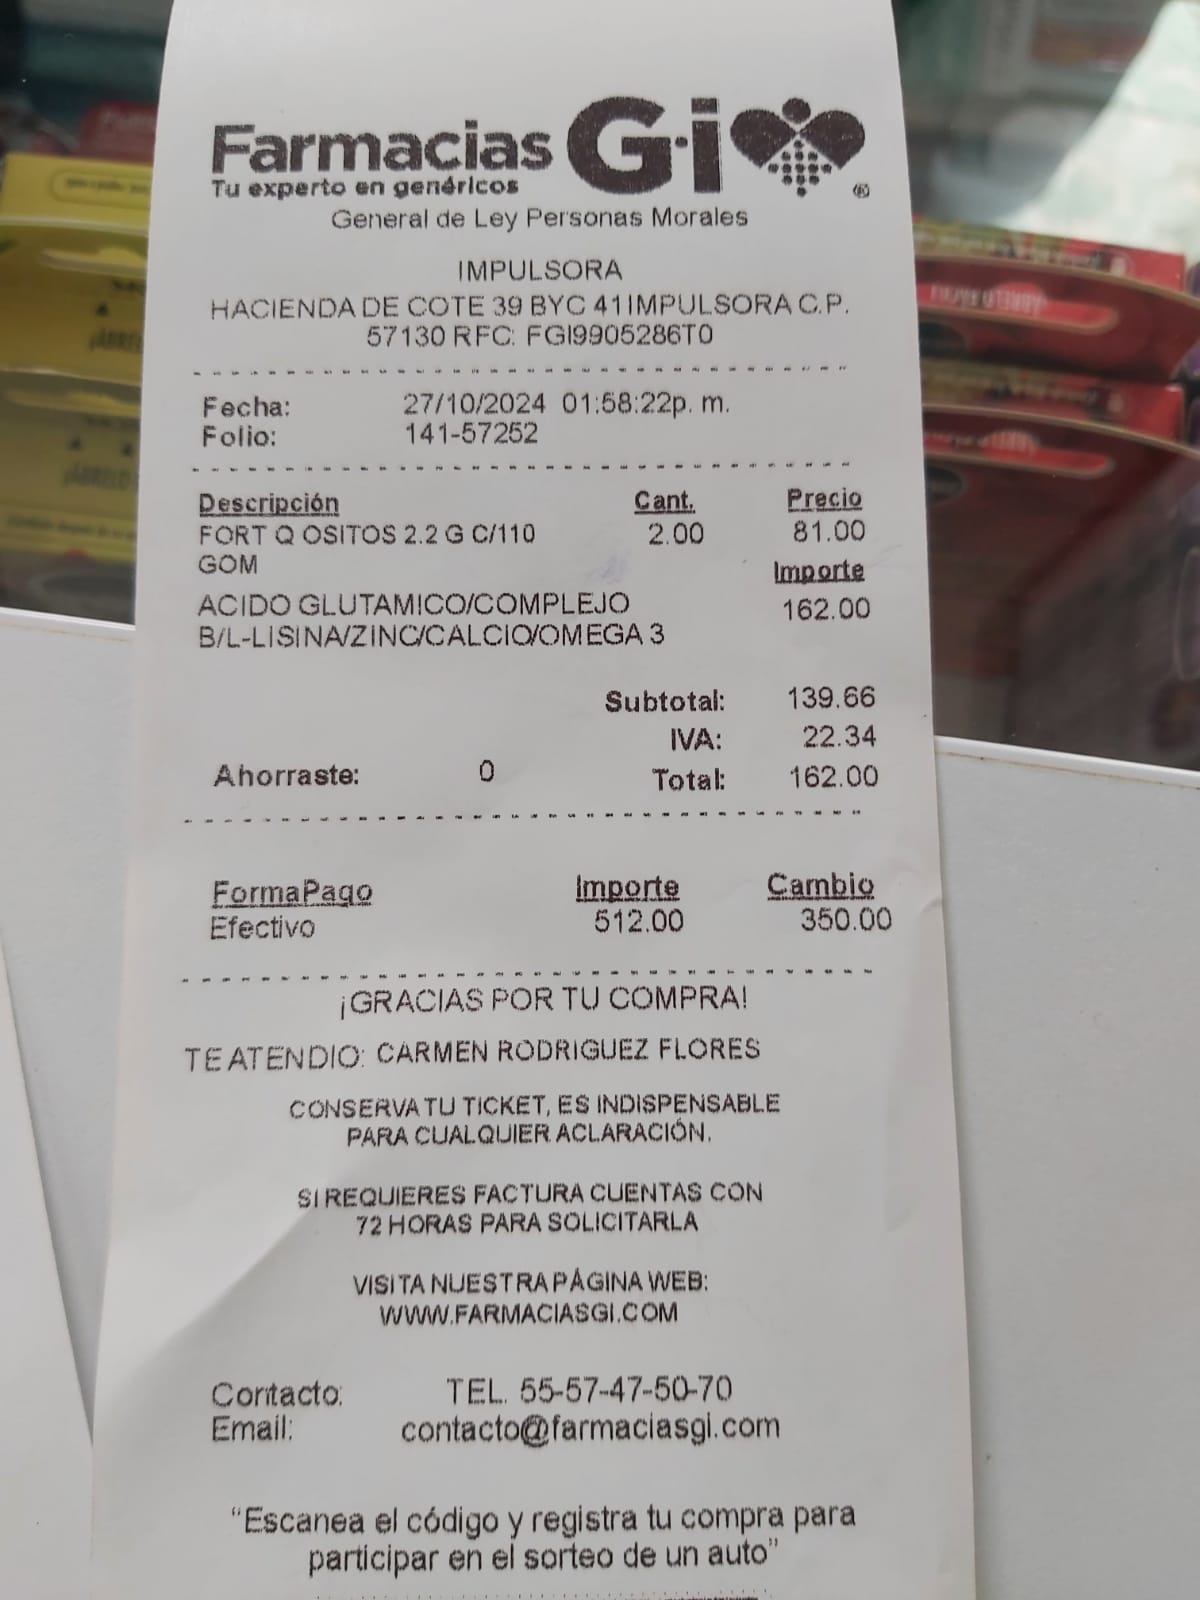 Farmacias G·i
Tu experto en genéricos ®
General de Ley Personas Morales
IMPULSORA
HACIENDA DE COTE 39 BYC 41 IMPULSORA C.P.
57130 RFC: FGI9905286T0
Fecha: 27/10/2024 01:58:22p. m.
Folio: 141-57252
Descripción Cant. Precio
FORT Q OSITOS 2.2 G C/110 2.00 81.00
GOM Importe
ACIDO GLUTAMICO/COMPLEJO 162.00
B/L-LISINA/ZINC/CALCIO/OMEGA 3
Subtotal: 139.66
IVA: 22.34
Ahorraste: 0 Total: 162.00
FormaPago Importe Cambio
Efectivo 512.00 350.00
¡GRACIAS POR TU COMPRA!
TE ATENDIO: CARMEN RODRIGUEZ FLORES
CONSERVA TU TICKET, ES INDISPENSABLE
PARA CUALQUIER ACLARACIÓN.
SI REQUIERES FACTURA CUENTAS CON
72 HORAS PARA SOLICITARLA
VISITA NUESTRA PÁGINA WEB:
WWW.FARMACIASGI.COM
Contacto: TEL. 55-57-47-50-70
Email: contacto@farmaciasgi.com
“Escanea el código y registra tu compra para
participar en el sorteo de un auto”